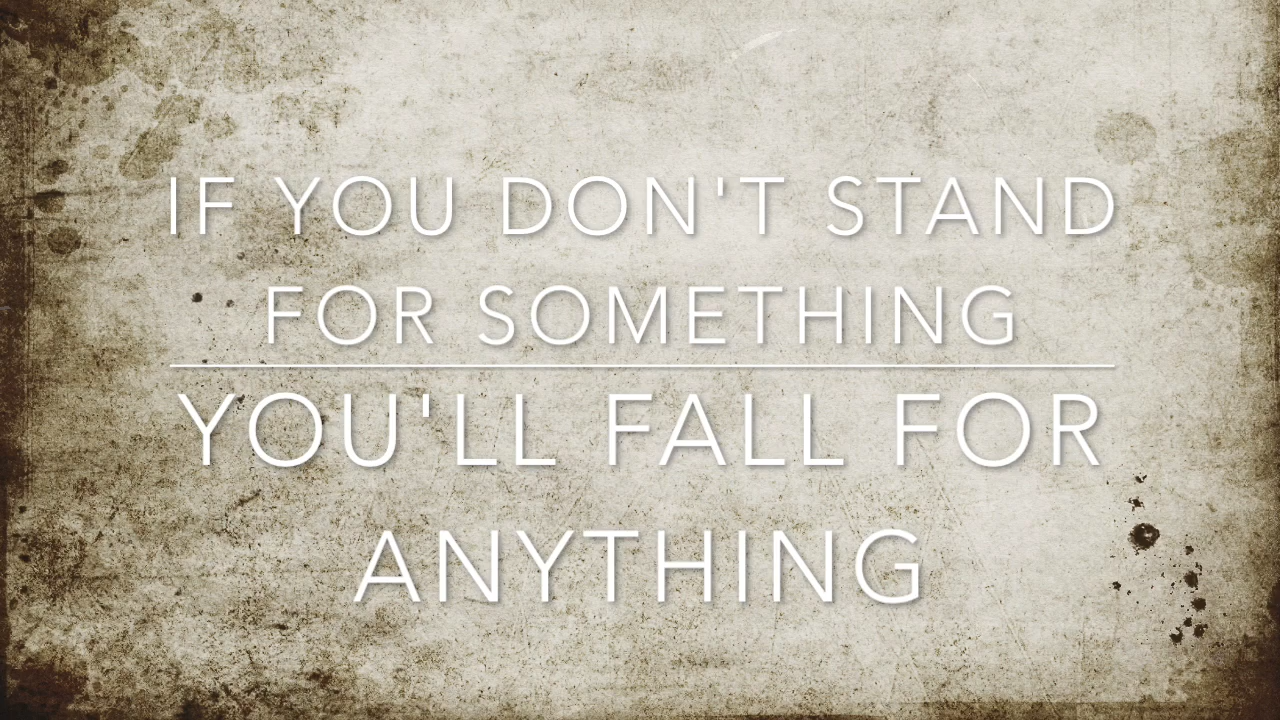 IF YOU DON'T STAND
FOR SOMETHING
YOU'LL FALL FOR
ANYTHING